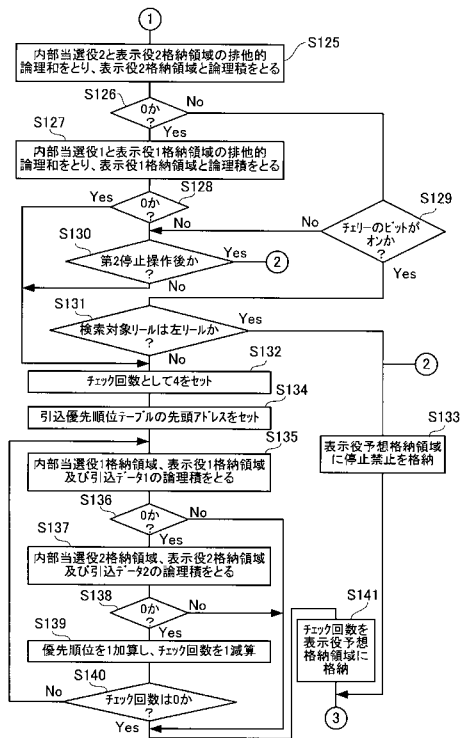 1
S125
内部当選役2と表示役2格納領域の排他的
論理和をとり、表示役2格納領域と論理積をとる
S126
0か
?
No
Yes
S127
内部当選役1と表示役1格納領域の排他的
論理和をとり、表示役1格納領域と論理積をとる
S128
Yes
0か
?
No
S129
チェリーのビットが
オンか
?
No
Yes
S130
第2停止操作後か
?
Yes
2
No
S131
検索対象リールは左リールか
?
Yes
No
2
S132
チェック回数として4をセット
S133
表示役予想格納領域
に停止禁止を格納
S134
引込優先順位テーブルの先頭アドレスをセット
S135
内部当選役1格納領域、表示役1格納領域
及び引込データ1の論理積をとる
S136
0か
?
No
Yes
S137
内部当選役2格納領域、表示役2格納領域
及び引込データ2の論理積をとる
S138
0か
?
No
Yes
S139
優先順位を1加算し、チェック回数を1減算
S140
No
チェック回数は0か
?
Yes
S141
チェック回数を
表示役予想
格納領域に
格納
3